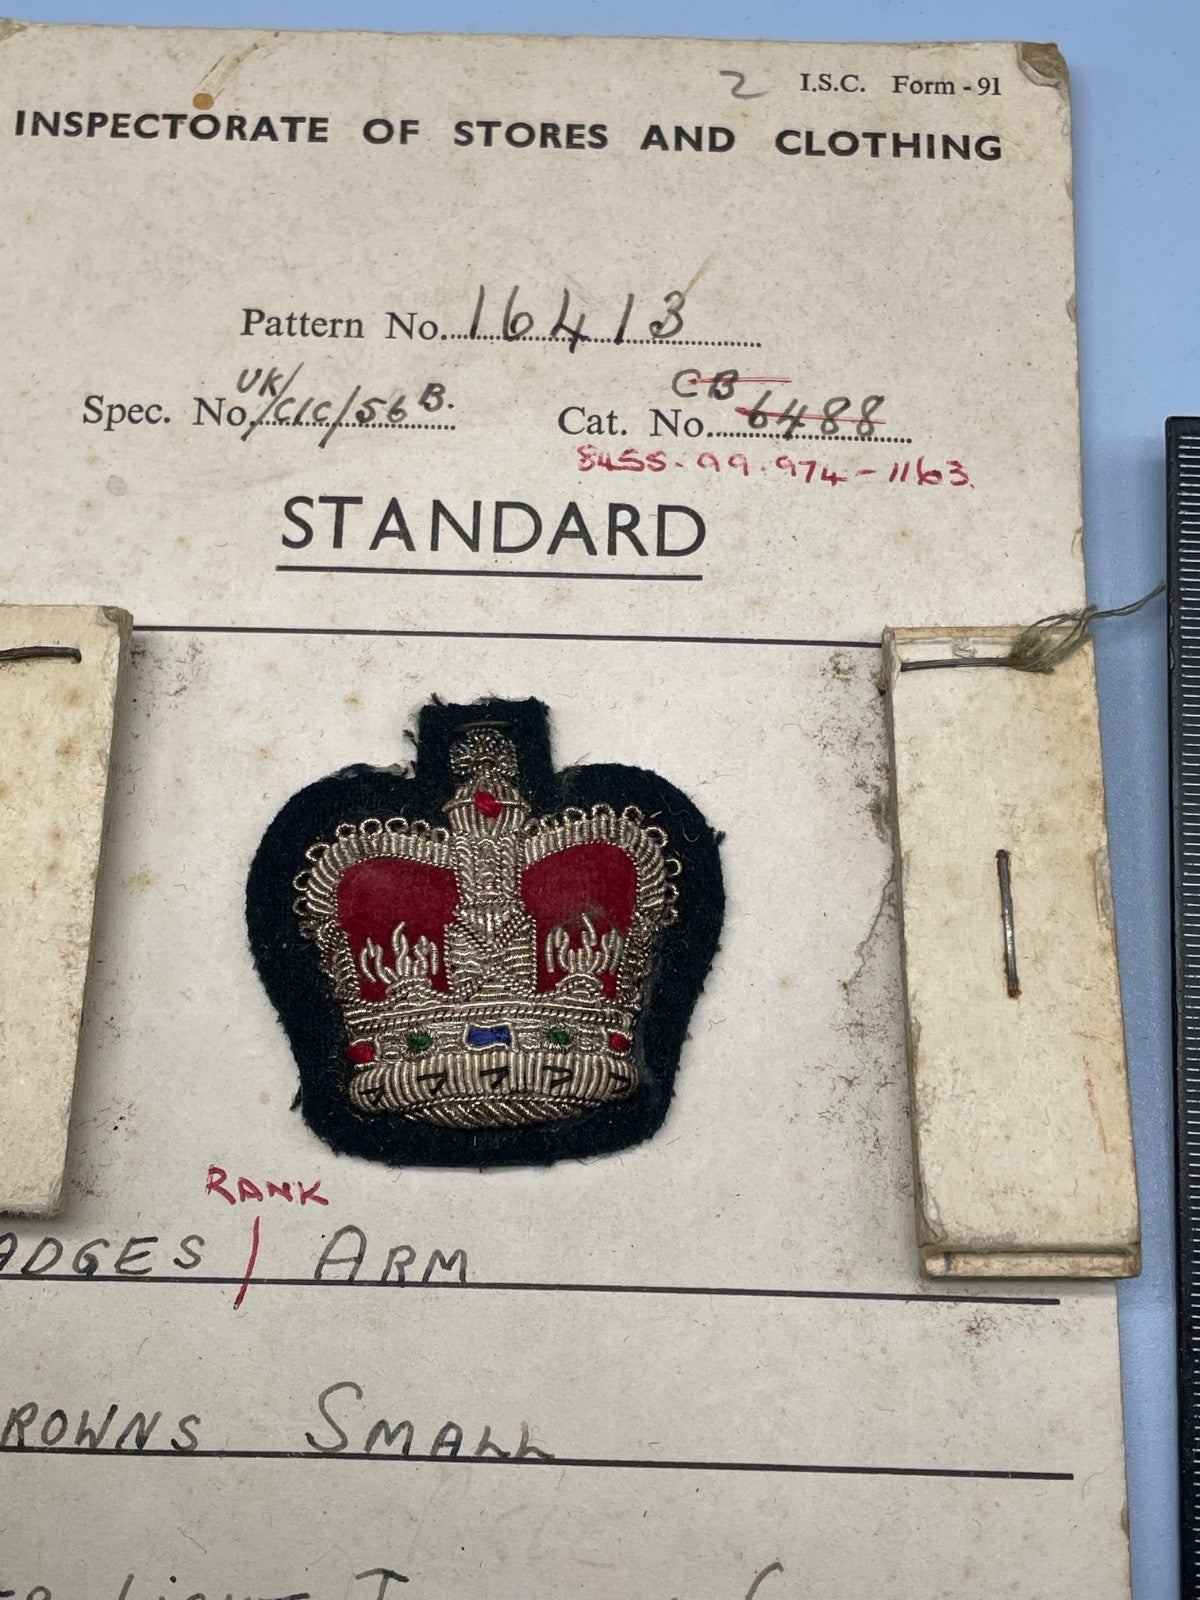 2 I.S.C. Form - 91
INSPECTORATE OF STORES AND CLOTHING
Pattern No. 16413
UK/ CB
Spec. No. /CIC/56B. Cat. No. 6488
8455.99.974-1163.
STANDARD
RANK
ADGES / ARM
ROWNS SMALL
LIGHT